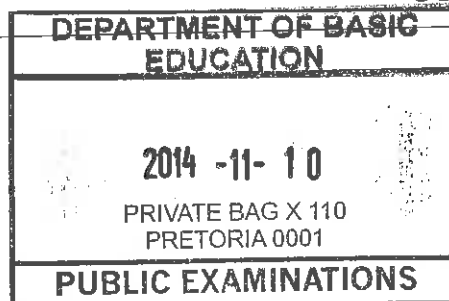 DEPARTMENT OF BASIC
EDUCATION
2014 -11- 10
PRIVATE BAG X 110
PRETORIA 0001
PUBLIC EXAMINATIONS